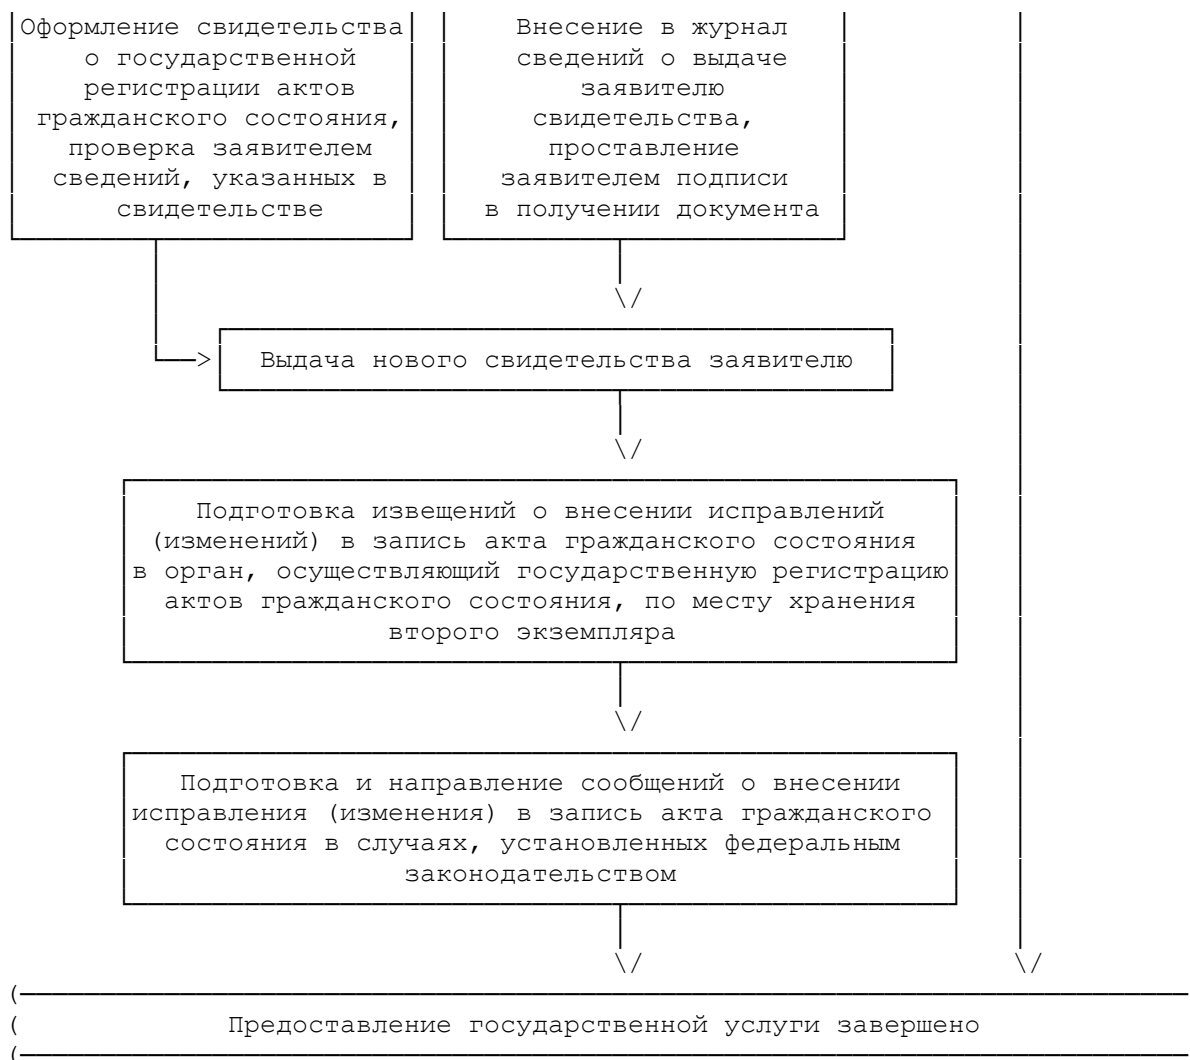 Оформление свидетельства
о государственной
регистрации актов
гражданского состояния,
проверка заявителем
сведений, указанных в
свидетельстве
Внесение в журнал
сведений о выдаче
заявителю
свидетельства,
проставление
заявителем подписи
в получении документа
Выдача нового свидетельства заявителю
Подготовка извещений о внесении исправлений
(изменений) в запись акта гражданского состояния
в орган, осуществляющий государственную регистрацию
актов гражданского состояния, по месту хранения
второго экземпляра
Подготовка и направление сообщений о внесении
исправления (изменения) в запись акта гражданского
состояния в случаях, установленных федеральным
законодательством
Предоставление государственной услуги завершено